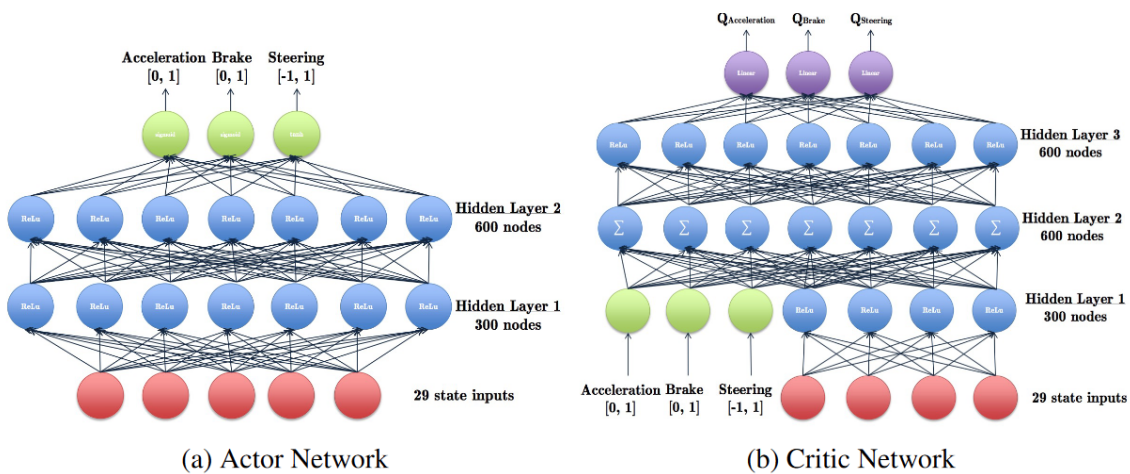 Acceleration Brake Steering
[0, 1] [0, 1] [-1, 1]
sigmoid sigmoid tanh
ReLu ReLu ReLu ReLu ReLu ReLu ReLu
Hidden Layer 2
600 nodes
ReLu ReLu ReLu ReLu ReLu ReLu ReLu
Hidden Layer 1
300 nodes
29 state inputs
(a) Actor Network
QAcceleration QBrake QSteering
Linear Linear Linear
ReLu ReLu ReLu ReLu ReLu ReLu ReLu
Hidden Layer 3
600 nodes
∑ ∑ ∑ ∑ ∑ ∑ ∑
Hidden Layer 2
600 nodes
ReLu ReLu ReLu ReLu
Hidden Layer 1
300 nodes
Acceleration Brake Steering
[0, 1] [0, 1] [-1, 1]
29 state inputs
(b) Critic Network